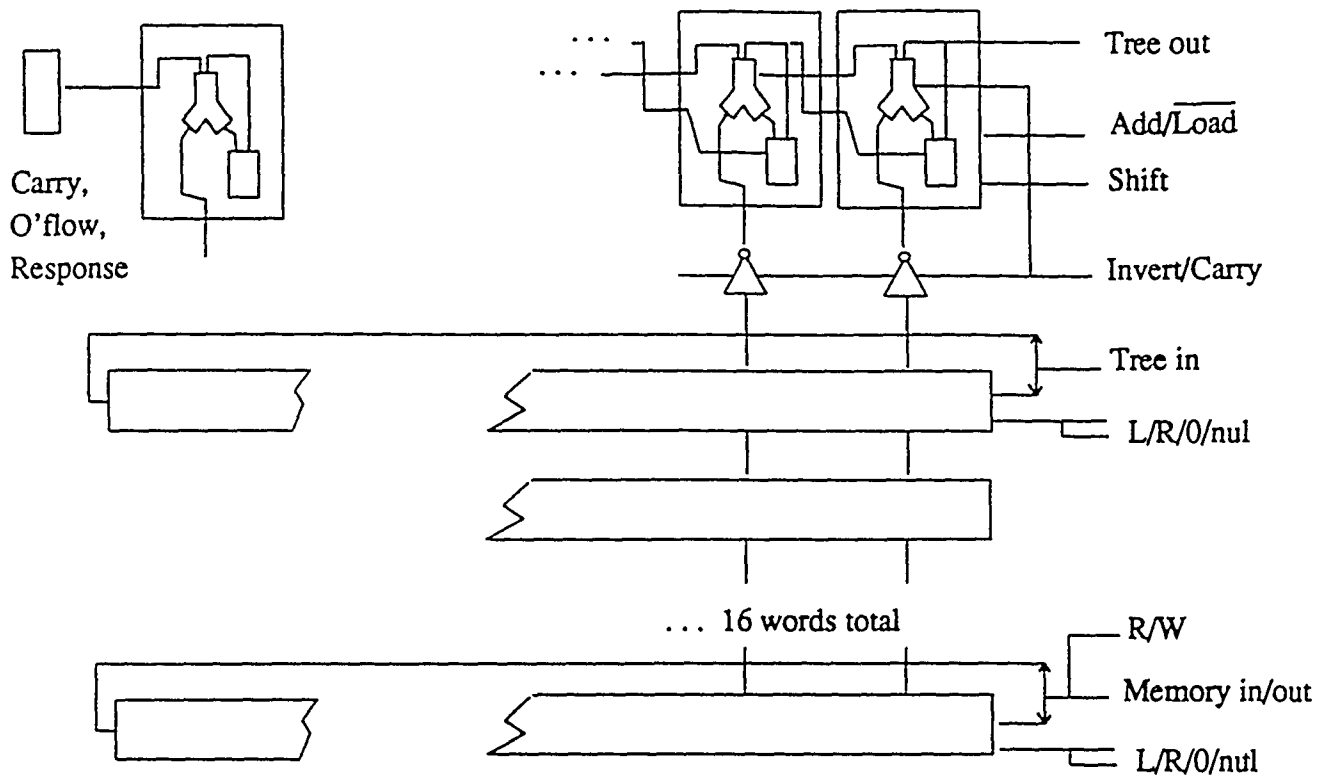 Tree out
Add/Load
Shift
Carry,
O'flow,
Response
Invert/Carry
Tree in
L/R/0/nul
... 16 words total
R/W
Memory in/out
L/R/0/nul